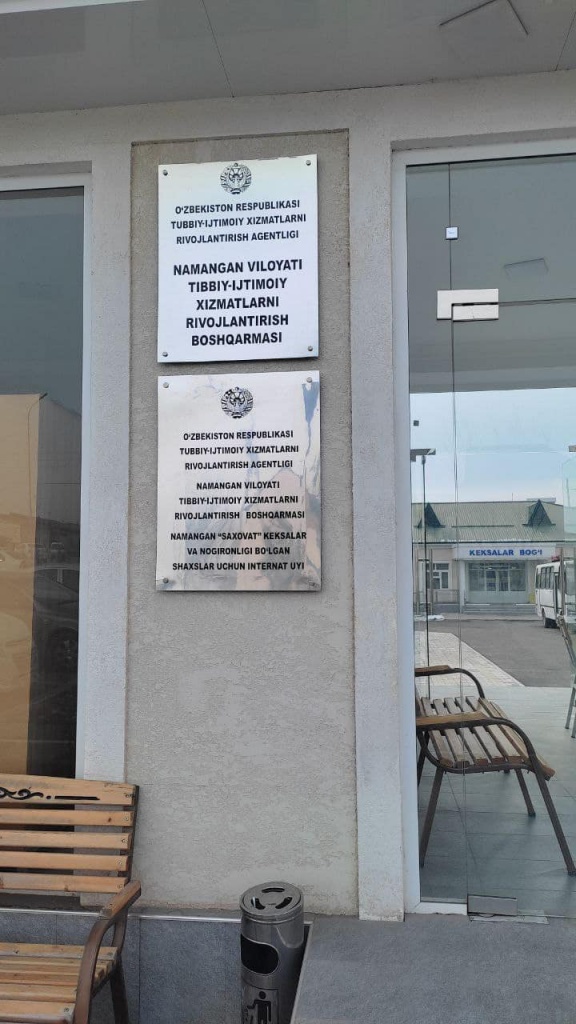 O'ZBEKISTON RESPUBLIKASI
TUBBIY-IJTIMOIY XIZMATLARNI
RIVOJLANTIRISH AGENTLIGI
NAMANGAN VILOYATI
TIBBIY-IJTIMOIY
XIZMATLARNI
RIVOJLANTIRISH
BOSHQARMASI
O'ZBEKISTON RESPUBLIKASI
TUBBIY-IJTIMOIY XIZMATLARNI
RIVOJLANTIRISH AGENTLIGI
NAMANGAN VILOYATI
TIBBIY-IJTIMOIY XIZMATLARNI
RIVOJLANTIRISH BOSHQARMASI
NAMANGAN "SAXOVAT" KEKSALAR
VA NOGIRONLIGI BO'LGAN
SHAXSLAR UCHUN INTERNAT UYI
KEKSALAR BOG'I